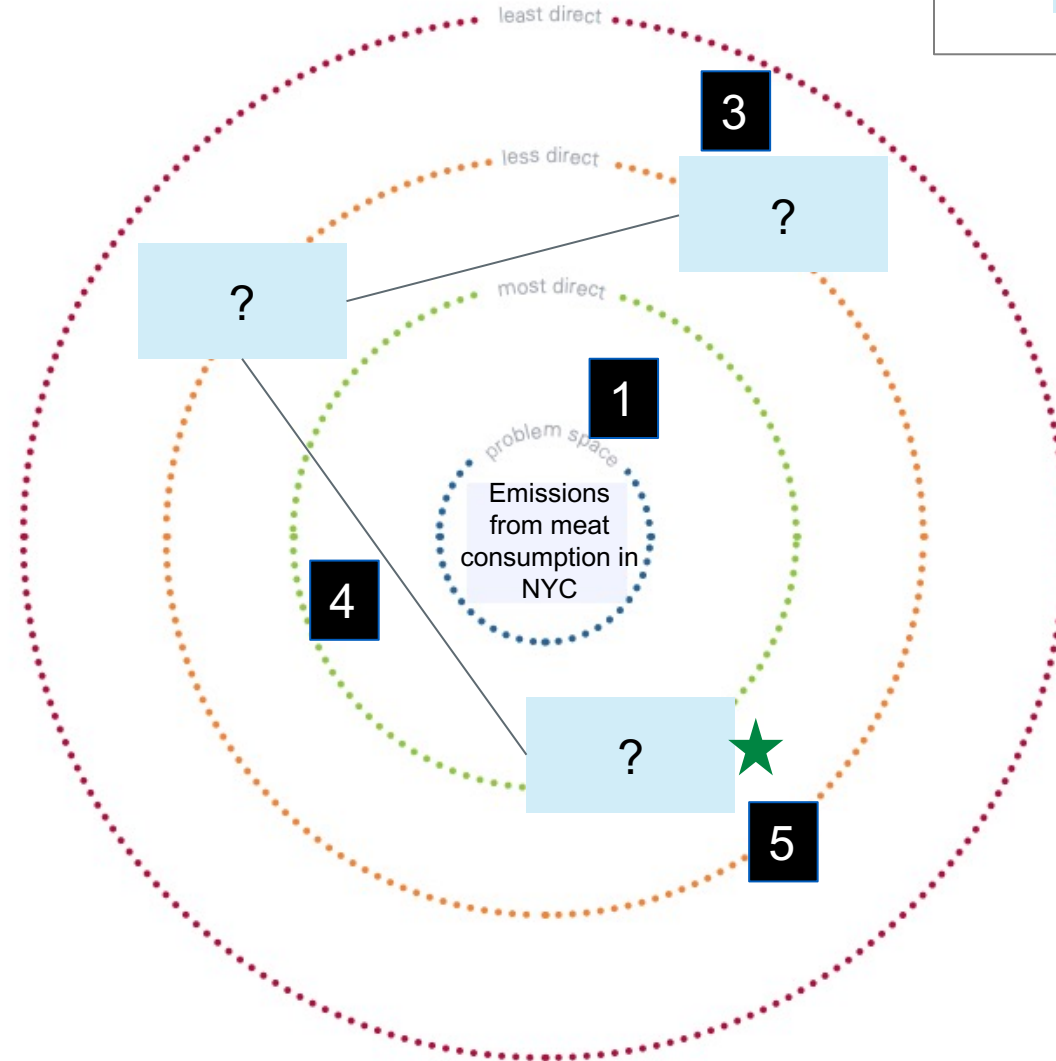 least direct
3
less direct
?
?
most direct
1
problem space
Emissions
from meat
consumption in
NYC
4
?
5